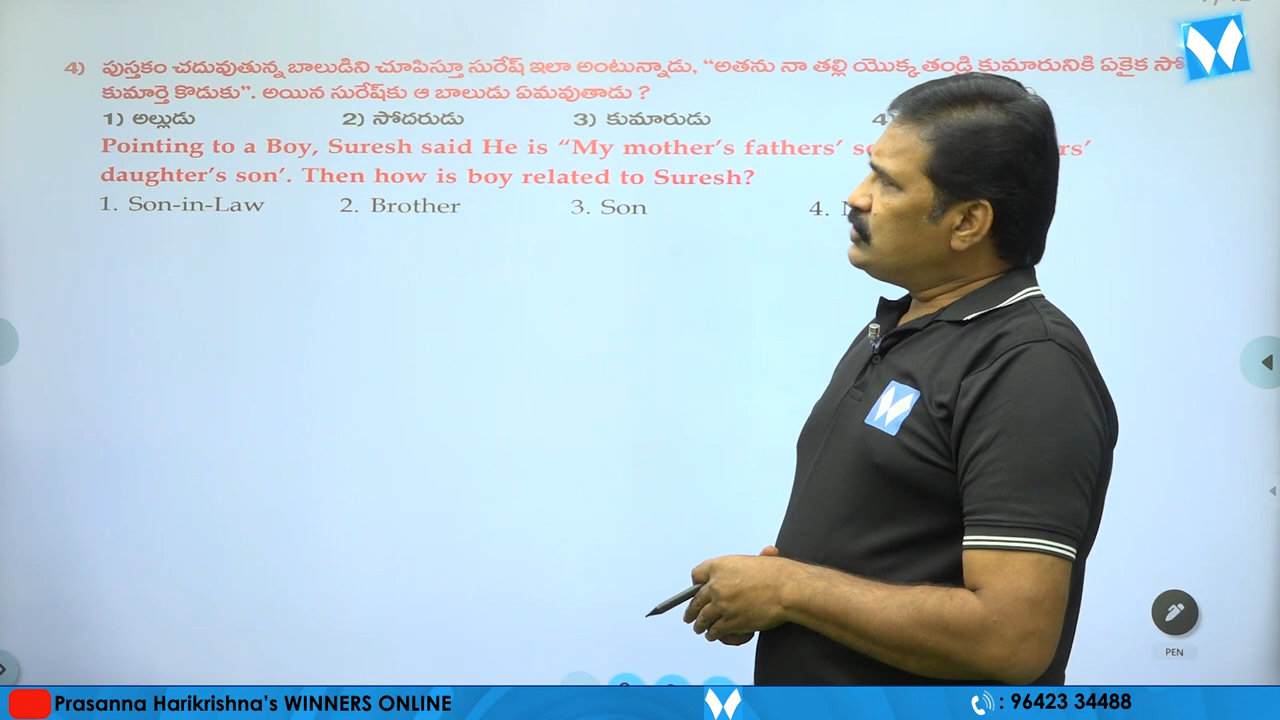 4) పుస్తకం చదువుతున్న బాలుడిని చూపిస్తూ సురేష్ ఇలా అంటున్నాడు, “అతను నా తల్లి యొక్క తండ్రి కుమారునికి ఏకైక
కుమార్తె కొడుకు”. అయిన సురేష్‌కు ఆ బాలుడు ఏమవుతాడు ?
1) అల్లుడు 2) సోదరుడు 3) కుమారుడు
Pointing to a Boy, Suresh said He is “My mother’s fathers’
daughter’s son’. Then how is boy related to Suresh?
1. Son-in-Law 2. Brother 3. Son 4.
PEN
Prasanna Harikrishna’s WINNERS ONLINE : 96423 34488